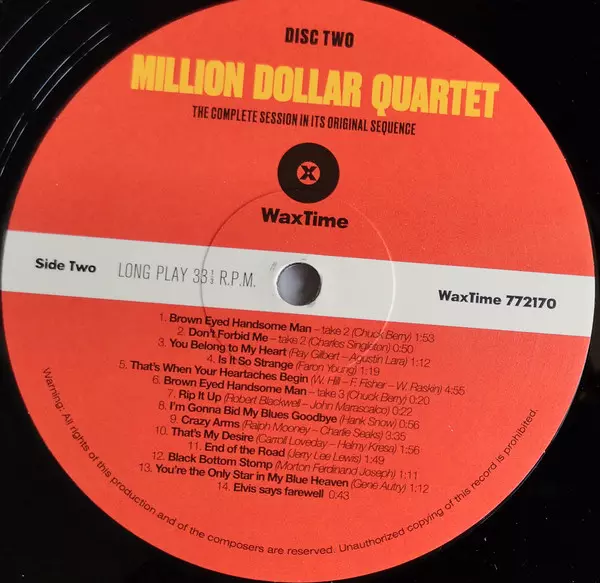 DISC TWO
MILLION DOLLAR QUARTET
THE COMPLETE SESSION IN ITS ORIGINAL SEQUENCE
X
WaxTime
Side Two LONG PLAY 33 1/3 R.P.M. WaxTime 772170
1. Brown Eyed Handsome Man – take 2 (Chuck Berry) 1:53
2. Don't Forbid Me – take 2 (Charles Singleton) 0:50
3. You Belong to My Heart (Ray Gilbert – Agustin Lara) 1:12
4. Is It So Strange (Faron Young) 1:19
5. That's When Your Heartaches Begin (W. Hill – F. Fisher – W. Raskin) 4:55
6. Brown Eyed Handsome Man – take 3 (Chuck Berry) 0:20
7. Rip It Up (Robert Blackwell – John Marascalco) 0:22
8. I'm Gonna Bid My Blues Goodbye (Hank Snow) 0:56
9. Crazy Arms (Ralph Mooney – Charlie Seaks) 3:35
10. That's My Desire (Carroll Loveday – Helmy Kresa) 1:56
11. End of the Road (Jerry Lee Lewis) 1:49
12. Black Bottom Stomp (Morton Ferdinand Joseph) 1:11
13. You're the Only Star in My Blue Heaven (Gene Autry) 1:12
14. Elvis says farewell 0:43
Warning: All rights of this production and of the composers are reserved. Unauthorized copying of this record is prohibited.